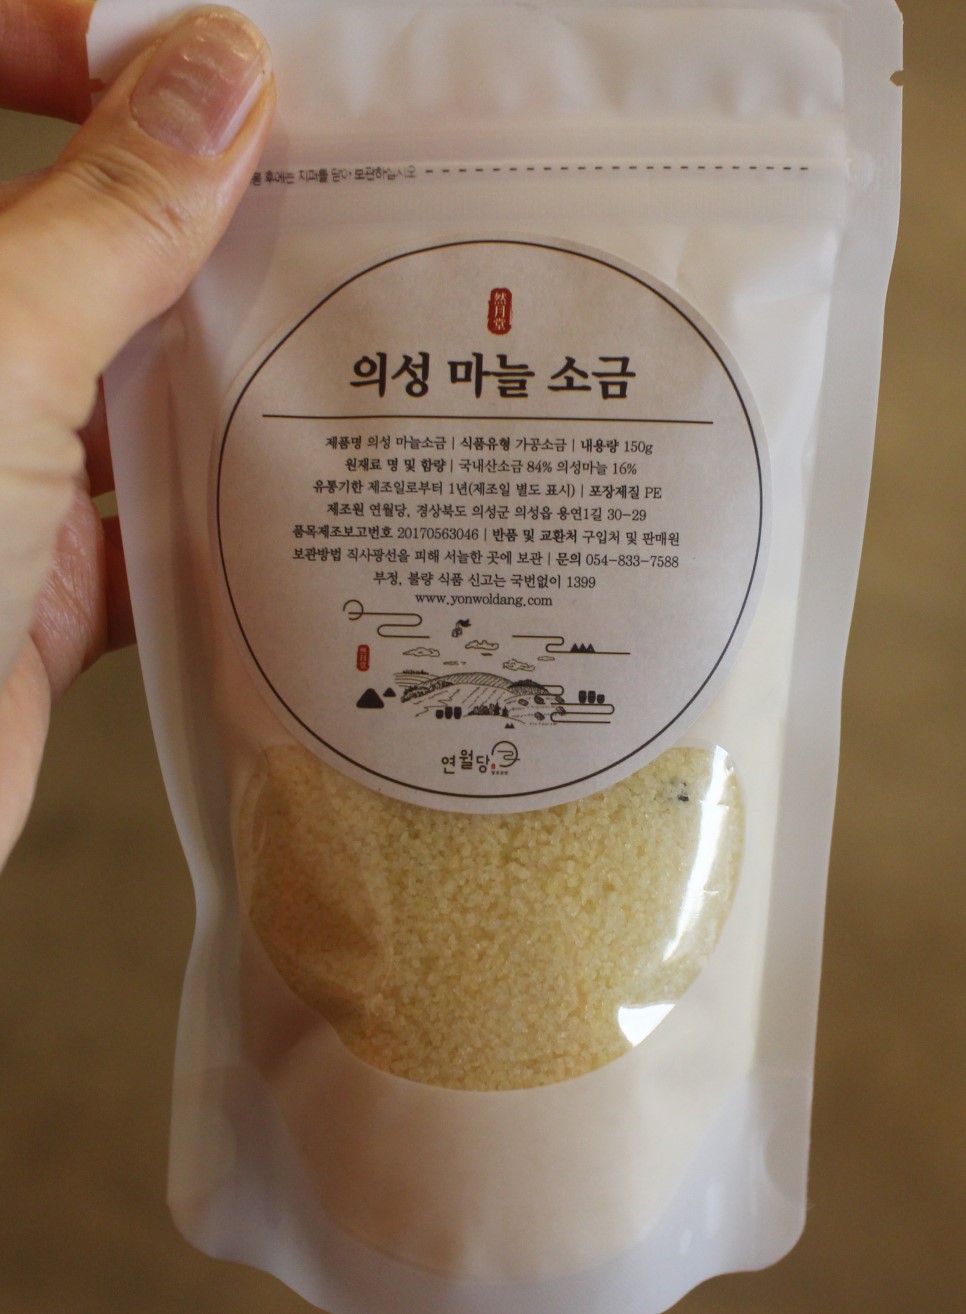 후에는 지퍼를 닫아 보관하십시오
然月堂
의성 마늘 소금
제품명 의성 마늘소금 | 식품유형 가공소금 | 내용량 150g
원재료 명 및 함량 | 국내산소금 84% 의성마늘 16%
유통기한 제조일로부터 1년(제조일 별도 표시) | 포장제질 PE
제조원 연월당, 경상북도 의성군 의성읍 용연1길 30-29
품목제조보고번호 20170563046 | 반품 및 교환처 구입처 및 판매원
보관방법 직사광선을 피해 서늘한 곳에 보관 | 문의 054-833-7588
부정, 불량 식품 신고는 국번없이 1399
www.yonwoldang.com
연월당